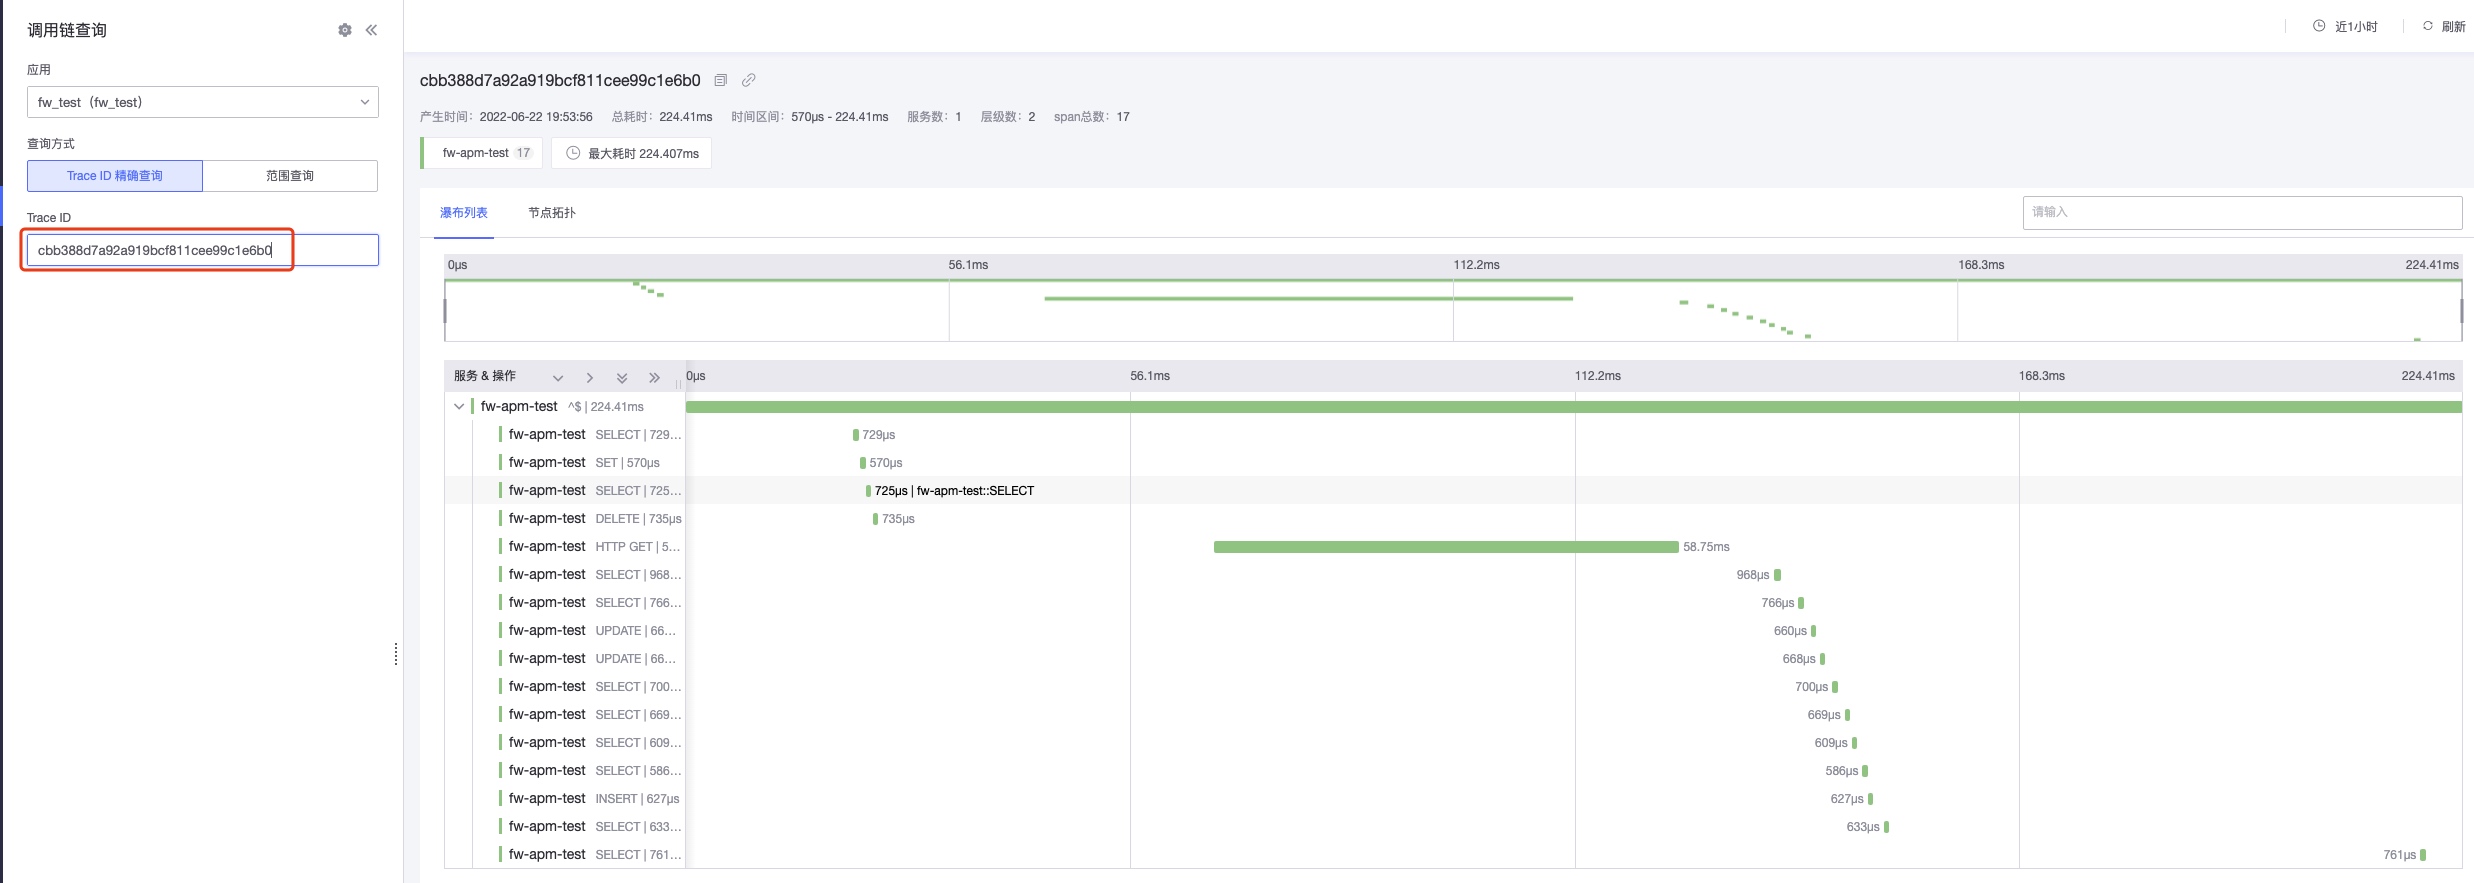 调用链查询
应用
fw_test（fw_test）
查询方式
Trace ID 精确查询
范围查询
Trace ID
cbb388d7a92a919bcf811cee99c1e6b0
近1小时
刷新
cbb388d7a92a919bcf811cee99c1e6b0
产生时间：2022-06-22 19:53:56 总耗时：224.41ms 时间区间：570μs - 224.41ms 服务数：1 层级数：2 span总数：17
fw-apm-test 17
最大耗时 224.407ms
瀑布列表
节点拓扑
请输入
0μs 56.1ms 112.2ms 168.3ms 224.41ms
服务 & 操作 0μs 56.1ms 112.2ms 168.3ms 224.41ms
fw-apm-test ^$ | 224.41ms
fw-apm-test SELECT | 729... 729μs
fw-apm-test SET | 570μs 570μs
fw-apm-test SELECT | 725... 725μs | fw-apm-test::SELECT
fw-apm-test DELETE | 735μs 735μs
fw-apm-test HTTP GET | 5... 58.75ms
fw-apm-test SELECT | 968... 968μs
fw-apm-test SELECT | 766... 766μs
fw-apm-test UPDATE | 66... 660μs
fw-apm-test UPDATE | 66... 668μs
fw-apm-test SELECT | 700... 700μs
fw-apm-test SELECT | 669... 669μs
fw-apm-test SELECT | 609... 609μs
fw-apm-test SELECT | 586... 586μs
fw-apm-test INSERT | 627μs 627μs
fw-apm-test SELECT | 633... 633μs
fw-apm-test SELECT | 761... 761μs